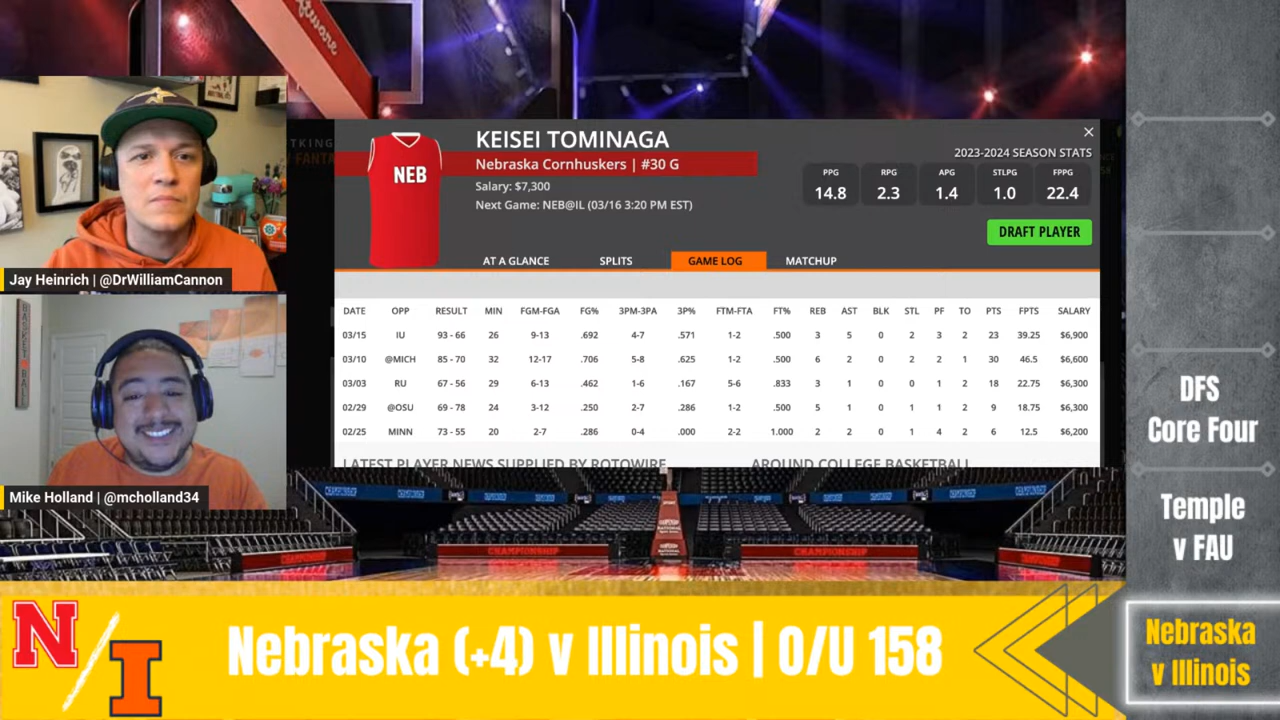 ftware
BASKETBALL
TKING
FANTA
KEISEI TOMINAGA
Nebraska Cornhuskers | #30 G
Salary: $7,300
Next Game: NEB@IL (03/16 3:20 PM EST)
NEB
2023-2024 SEASON STATS
PPG RPG APG STLPG FPPG
14.8 2.3 1.4 1.0 22.4
DRAFT PLAYER
AT A GLANCE SPLITS GAME LOG MATCHUP
DATE OPP RESULT MIN FGM-FGA FG% 3PM-3PA 3P% FTM-FTA FT% REB AST BLK STL PF TO PTS FPTS SALARY
03/15 IU 93 - 66 26 9-13 .692 4-7 .571 1-2 .500 3 5 0 2 3 2 23 39.25 $6,900
03/10 @MICH 85 - 70 32 12-17 .706 5-8 .625 1-2 .500 6 2 0 2 2 1 30 46.5 $6,600
03/03 RU 67 - 56 29 6-13 .462 1-6 .167 5-6 .833 3 1 0 0 1 2 18 22.75 $6,300
02/29 @OSU 69 - 78 24 3-12 .250 2-7 .286 1-2 .500 5 1 0 1 1 2 9 18.75 $6,300
02/25 MINN 73 - 55 20 2-7 .286 0-4 .000 2-2 1.000 2 2 0 1 4 2 6 12.5 $6,200
LATEST PLAYER NEWS SUPPLIED BY ROTOWIRE AROUND COLLEGE BASKETBALL
Jay Heinrich | @DrWilliamCannon
Mike Holland | @mcholland34
CHAMPIONSHIP
CHAMPIONSHIP
CHAMPIONSHIP
CHAMPIONSHIP
DFS
Core Four
Temple
v FAU
Nebraska
v Illinois
N
I
Nebraska (+4) v Illinois | O/U 158